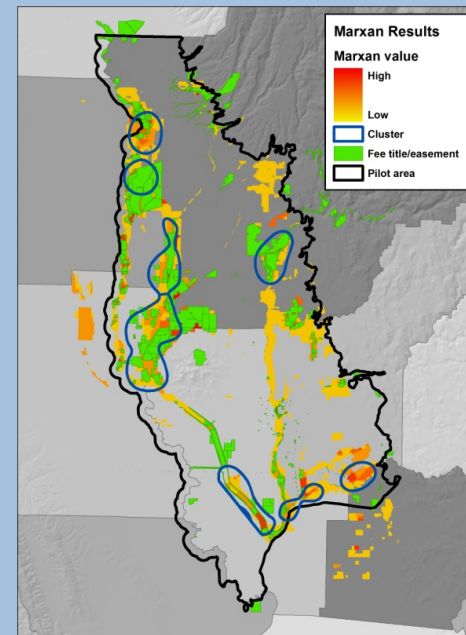 Marxan Results
Marxan value
High
Low
Cluster
Fee title/easement
Pilot area